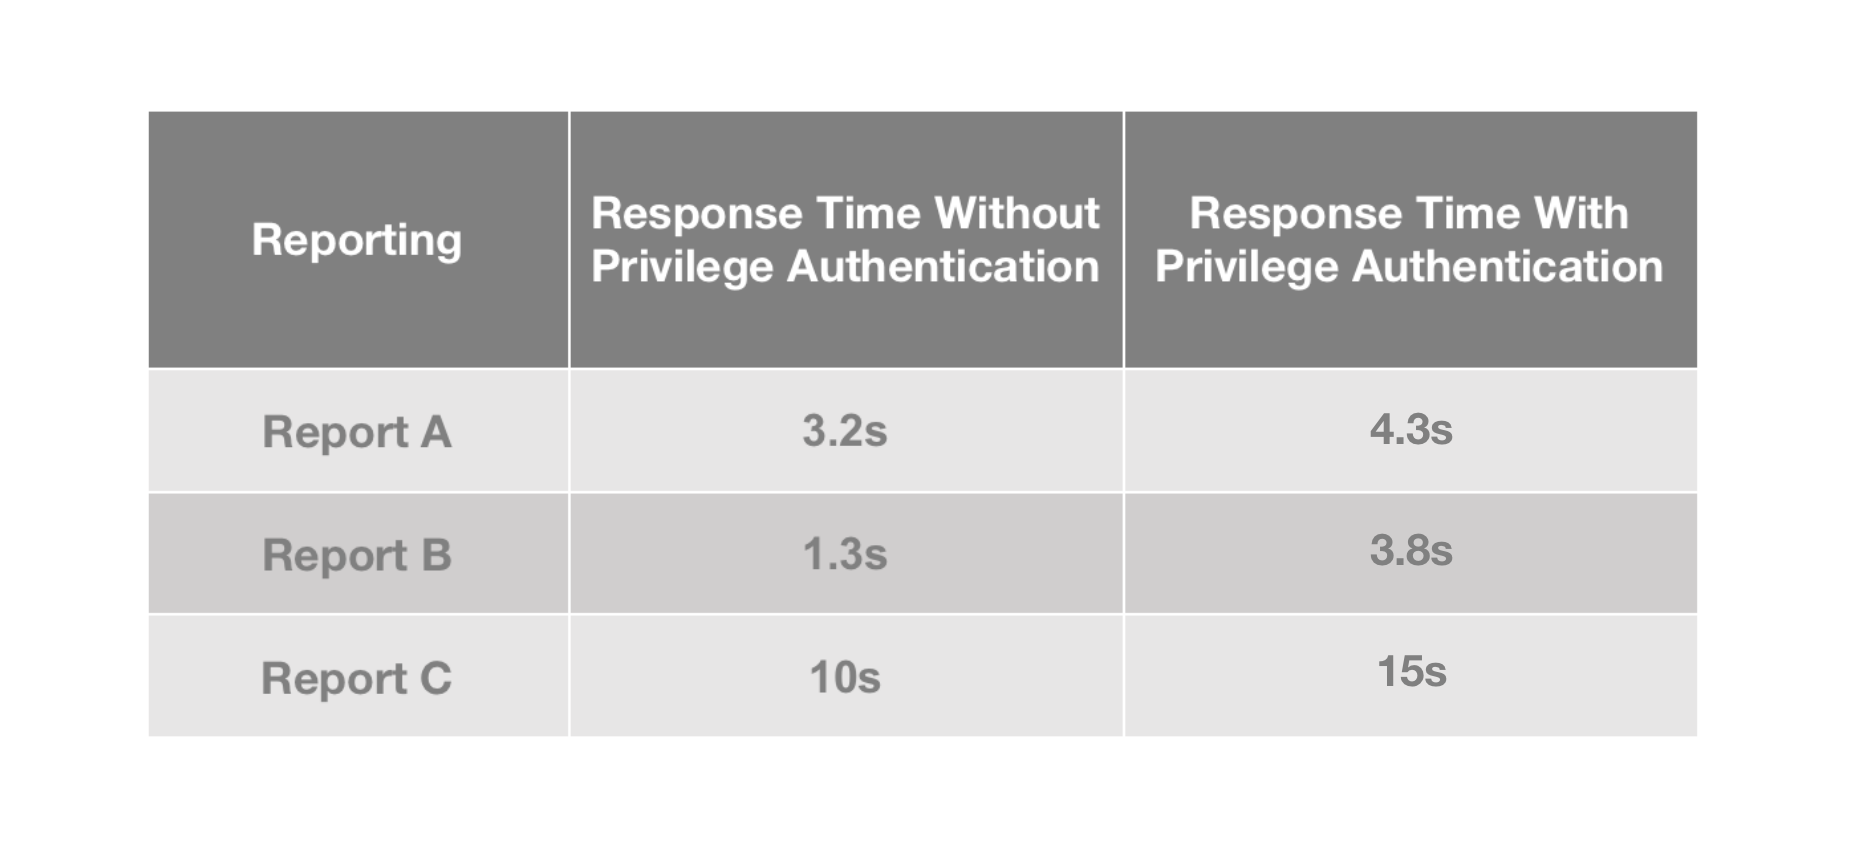 Reporting
Response Time Without
Privilege Authentication
Response Time With
Privilege Authentication
Report A
3.2s
4.3s
Report B
1.3s
3.8s
Report C
10s
15s